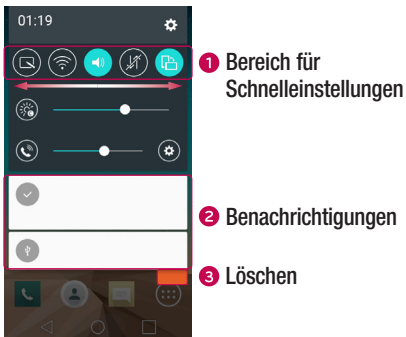 01:19
1 Bereich für
Schnelleinstellungen
2 Benachrichtigungen
3 Löschen